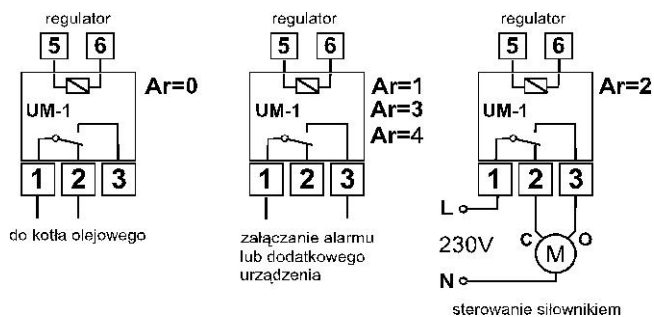 regulator
5 6
Ar=0
UM-1
1 2 3
do kotła olejowego
regulator
5 6
Ar=1
UM-1
Ar=3
Ar=4
1 2 3
załączanie alarmu
lub dodatkowego
urządzenia
regulator
5 6
Ar=2
UM-1
1 2 3
L
230V
C
O
M
N
sterowanie siłownikiem